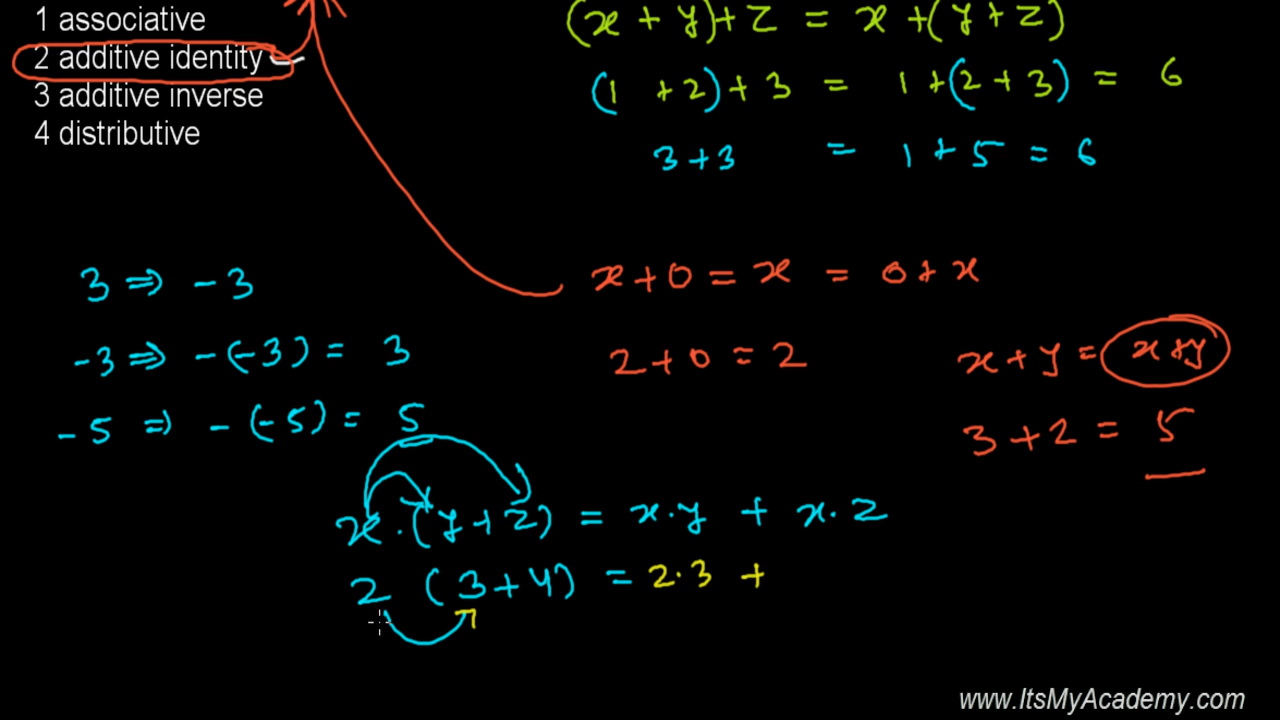 1 associative
2 additive identity
3 additive inverse
4 distributive
(x + y) + z = x + (y + z)
(1 + 2) + 3 = 1 + (2 + 3) = 6
3 + 3 = 1 + 5 = 6
3 ⇒ -3
-3 ⇒ -(-3) = 3
-5 ⇒ -(-5) = 5
x + 0 = x = 0 + x
2 + 0 = 2
x + y = x + y
3 + 2 = 5
x . (y + z) = x . y + x . z
2 (3 + 4) = 2 . 3 +
www.ItsMyAcademy.com